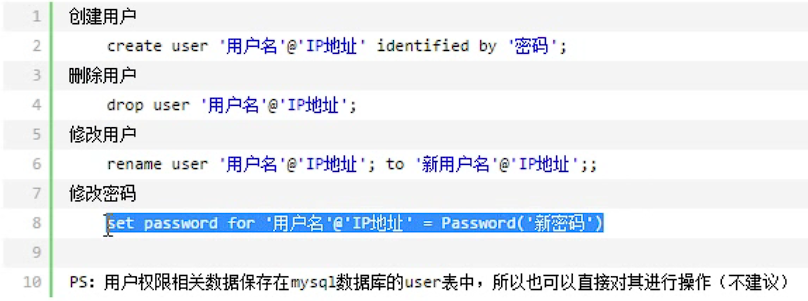 1 创建用户
2 create user '用户名'@'IP地址' identified by '密码';
3 删除用户
4 drop user '用户名'@'IP地址';
5 修改用户
6 rename user '用户名'@'IP地址'; to '新用户名'@'IP地址';;
7 修改密码
8 set password for '用户名'@'IP地址' = Password('新密码')
9
10 PS：用户权限相关数据保存在mysql数据库的user表中，所以也可以直接对其进行操作（不建议）